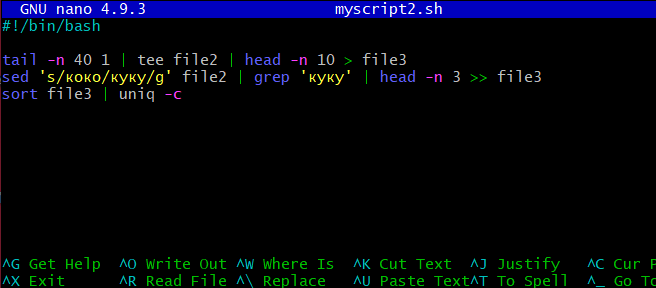 GNU nano 4.9.3 myscript2.sh
#!/bin/bash
tail -n 40 1 | tee file2 | head -n 10 > file3
sed 's/коко/куку/g' file2 | grep 'куку' | head -n 3 >> file3
sort file3 | uniq -c
^G Get Help ^O Write Out ^W Where Is ^K Cut Text ^J Justify ^C Cur P
^X Exit ^R Read File ^\ Replace ^U Paste Text ^T To Spell ^_ Go To